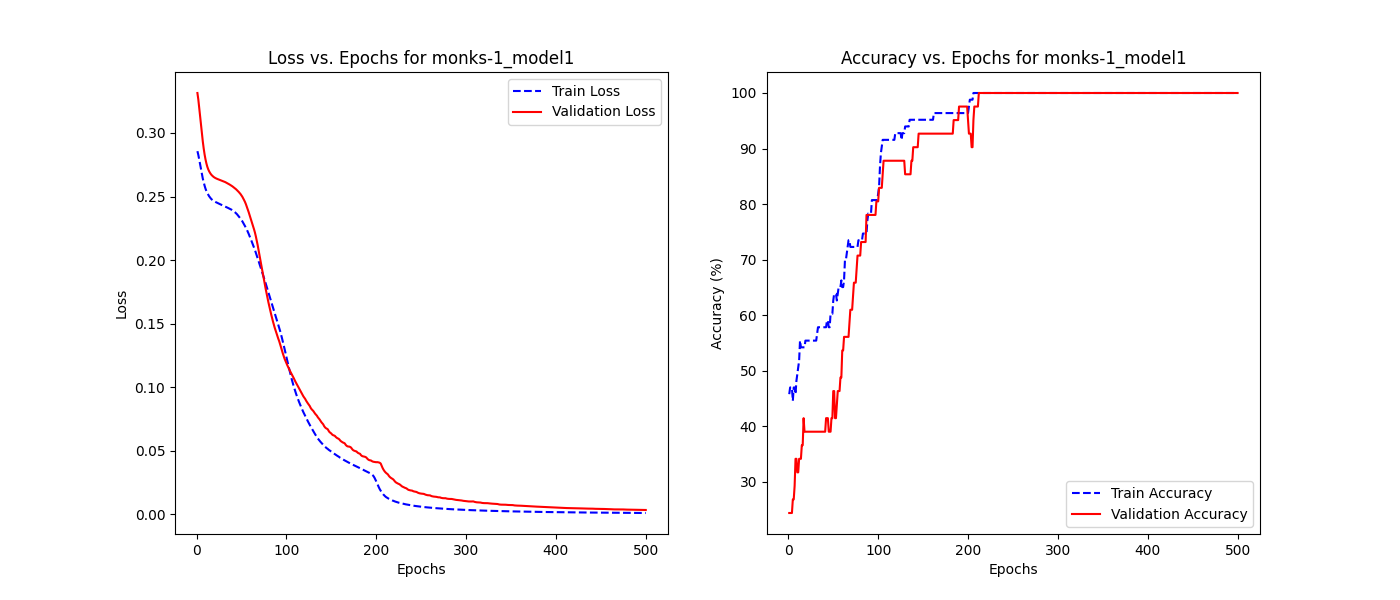 Loss vs. Epochs for monks-1_model1
Train Loss
Validation Loss
0.30
0.25
0.20
0.15
0.10
0.05
0.00
Loss
0 100 200 300 400 500
Epochs
Accuracy vs. Epochs for monks-1_model1
100
90
80
70
60
50
40
30
Accuracy (%)
Train Accuracy
Validation Accuracy
0 100 200 300 400 500
Epochs